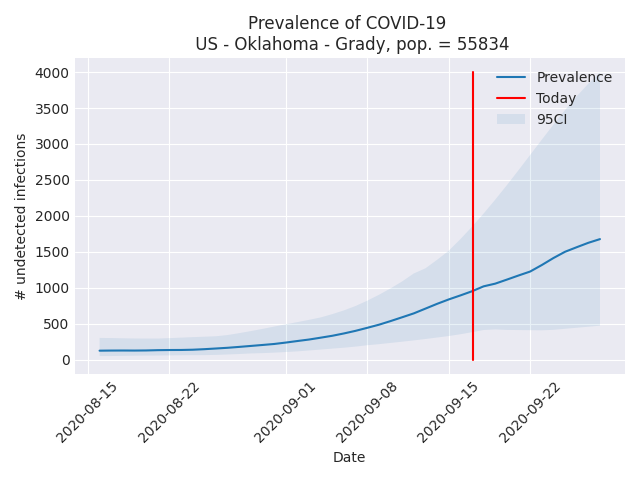 Prevalence of COVID-19
US - Oklahoma - Grady, pop. = 55834
4000
3500
3000
2500
2000
1500
1000
500
0
# undetected infections
Prevalence
Today
95CI
2020-08-15
2020-08-22
2020-09-01
2020-09-08
2020-09-15
2020-09-22
Date